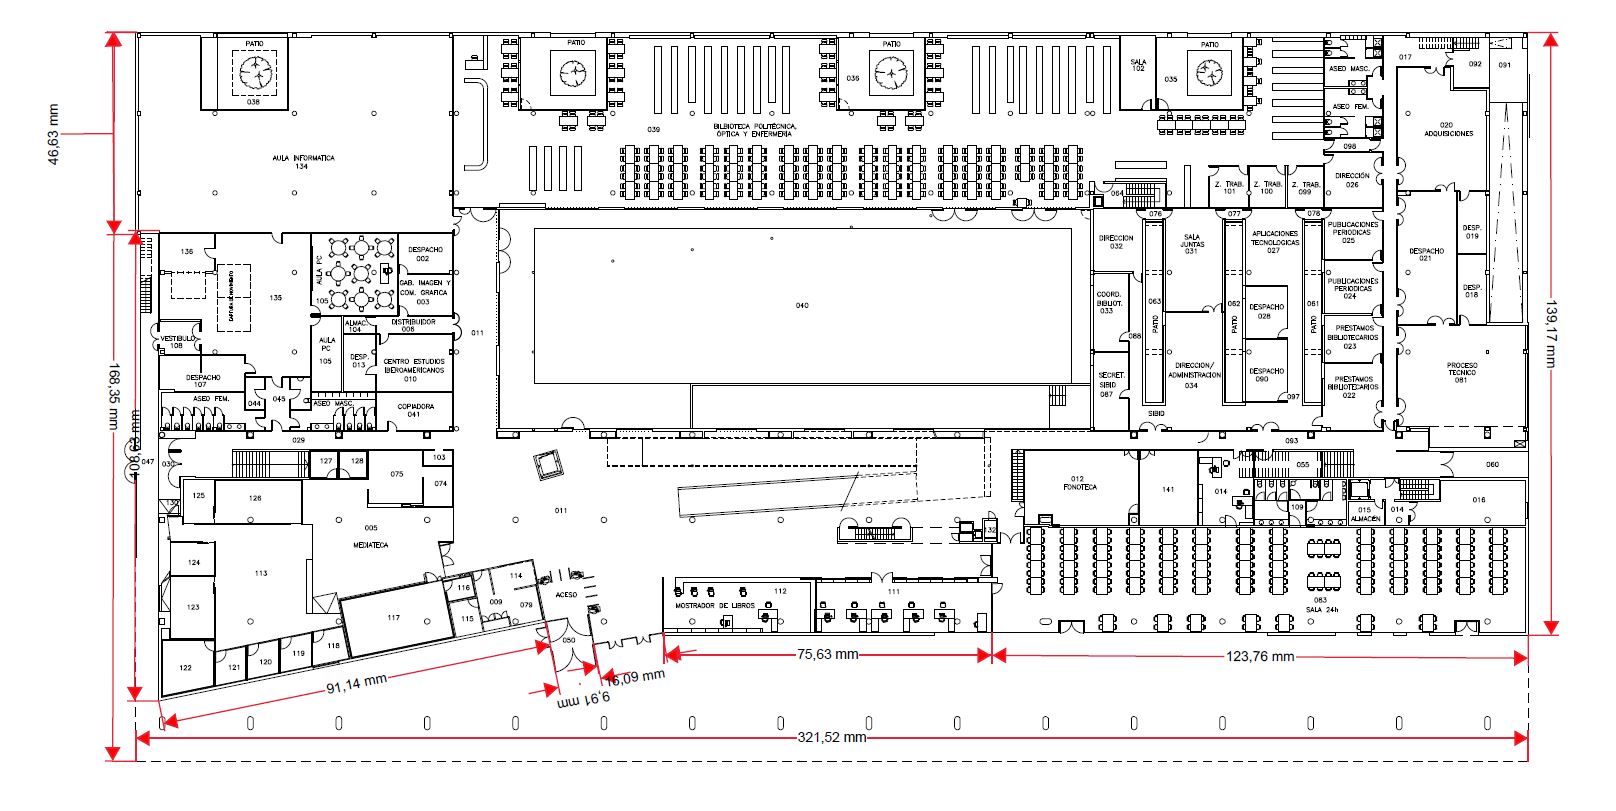 PATIO
PATIO
PATIO
PATIO
038
036
035
SALA
102
ASEO MASC.
017
092
091
ASEO FEM.
020
ADQUISICIONES
098
46,63 mm
AULA INFORMATICA
134
039
BILBIOTECA POLITÉCNICA,
ÓPTICA Y ENFERMERÍA
064
Z. TRAB.
101
Z. TRAB.
100
Z. TRAB.
099
DIRECCIÓN
026
136
135
AULA PC
105
DESPACHO
002
GAB. IMAGEN Y
COM. GRAFICA
003
ALMAC.
104
DISTRIBUIDOR
006
VESTIBULO
108
AULA
PC
105
DESP.
013
CENTRO ESTUDIOS
IBEROAMERICANOS
010
DESPACHO
107
ASEO FEM.
044
045
ASEO MASC.
COPIADORA
041
011
040
076
077
078
DIRECCION
032
SALA
JUNTAS
031
APLICACIONES
TECNOLOGICAS
027
PUBLICACIONES
PERIODICAS
025
DESPACHO
021
DESP.
019
COORD.
BIBLIOT.
033
063
062
061
PUBLICACIONES
PERIODICAS
024
DESP.
018
DESPACHO
028
PATIO
PATIO
PATIO
088
PRESTAMOS
BIBLIOTECARIOS
023
SECRET.
SIBID
087
DIRECCION/
ADMINISTRACION
034
DESPACHO
090
097
PRESTAMOS
BIBLIOTECARIOS
022
PROCESO
TECNICO
081
SIBID
139,17 mm
168,35 mm
108,63 mm
047
030
029
093
127
128
103
075
074
125
126
130
005
MEDIATECA
011
012
FONOTECA
141
014
055
060
109
015
ALMACÉN
014
016
132
124
113
123
117
116
114
009
079
115
ACESO
050
122
121
120
119
118
MOSTRADOR DE LIBROS
112
111
083
SALA 24h
75,63 mm
123,76 mm
91,14 mm
16,09 mm
9,91 mm
321,52 mm